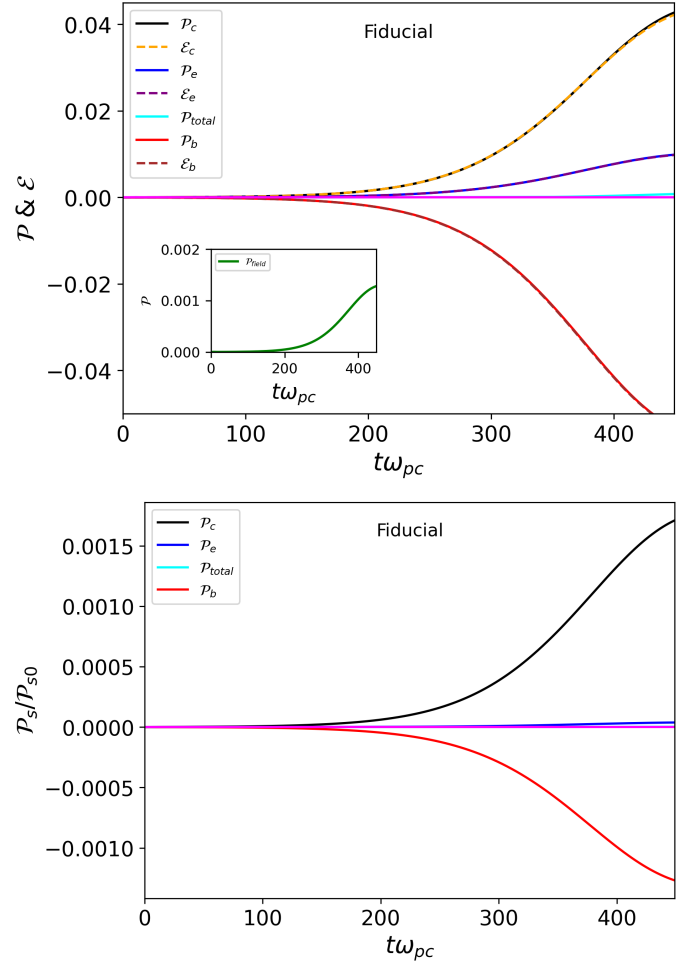 Fiducial
𝒫c
ℰc
𝒫e
ℰe
𝒫total
𝒫b
ℰb
0.04
0.02
0.00
−0.02
−0.04
𝒫 & ℰ
𝒫field
0.002
0.001
0.000
𝒫
0 200 400
tωpc
0 100 200 300 400
tωpc
Fiducial
𝒫c
𝒫e
𝒫total
𝒫b
0.0015
0.0010
0.0005
0.0000
−0.0005
−0.0010
𝒫s/𝒫s0
0 100 200 300 400
tωpc